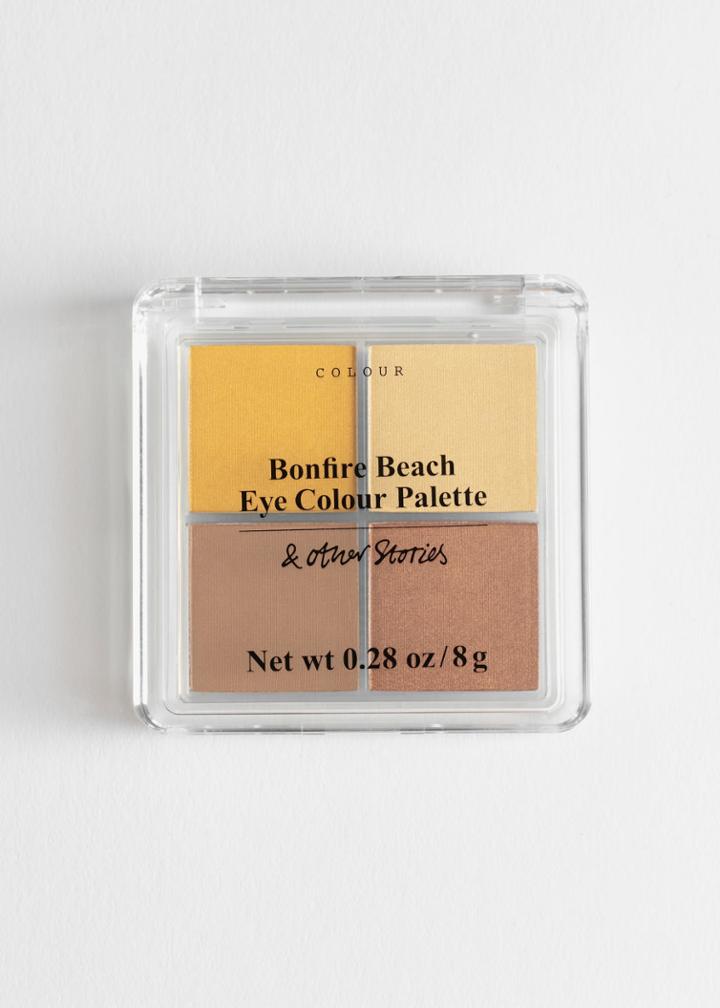 COLOUR
Bonfire Beach
Eye Colour Palette
& other Stories
Net wt 0.28 oz/8 g